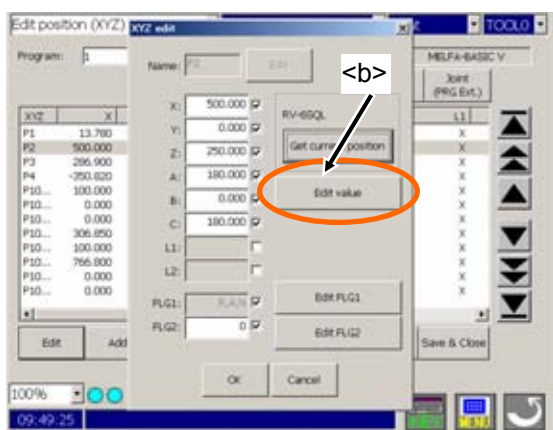 Edit position (XYZ)
XYZ edit
TOOL0
Program: 1
Name: P2
Edit
<b>
MELFA-BASIC V
Joint
(PRG Ext.)
X: 500.000
RV-6SQL
Y: 0.000
Get current position
Z: 250.000
A: 180.000
Edit value
B: 0.000
C: 180.000
L1:
L2:
FLG1:
Edit FLG1
FLG2: 0
Edit FLG2
OK
Cancel
XYZ X L1
P1 13.780 X
P2 500.000 X
P3 286.900 X
P4 -350.820 X
P10... 100.000 X
P10... 0.000 X
P10... 306.850 X
P10... 100.000 X
P10... 766.800 X
P10... 0.000 X
P10... 0.000 X
Edit
Add
Save & Close
100%
09:49:25
KEY
MENU